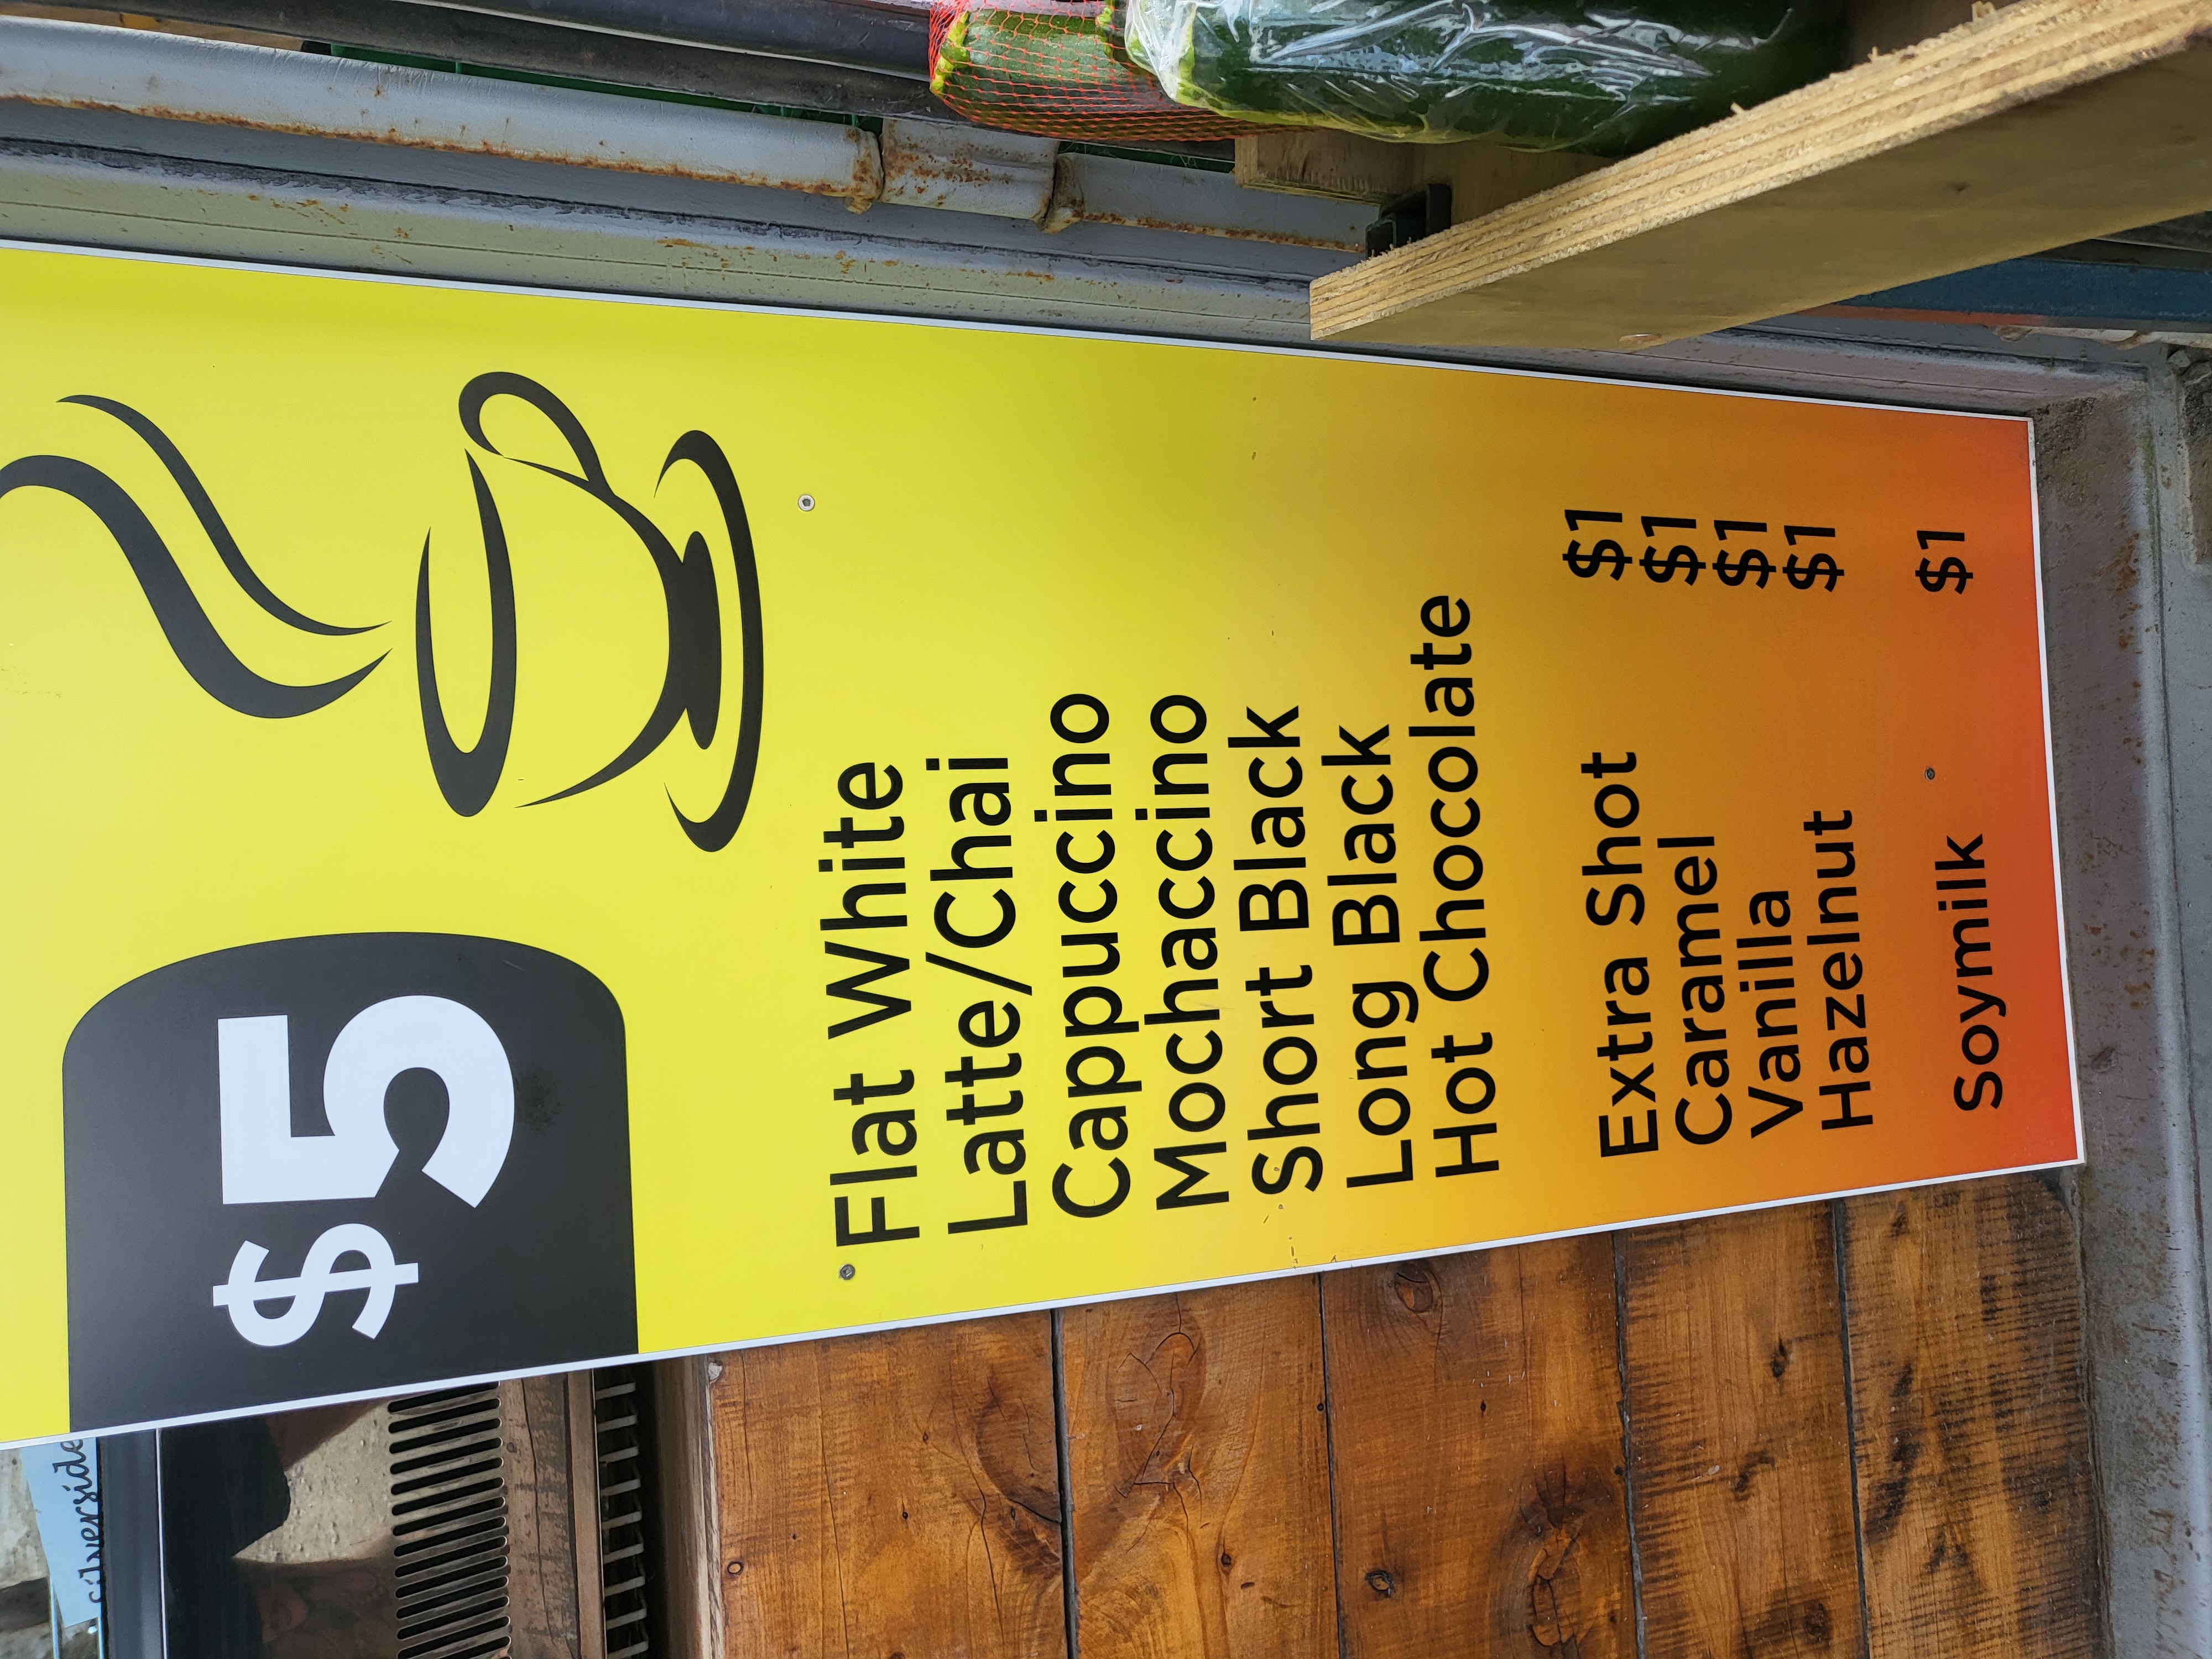 $5
Flat White
Latte/Chai
Cappuccino
Mochaccino
Short Black
Long Black
Hot Chocolate
Extra Shot $1
Caramel $1
Vanilla $1
Hazelnut $1
Soymilk $1
silverside